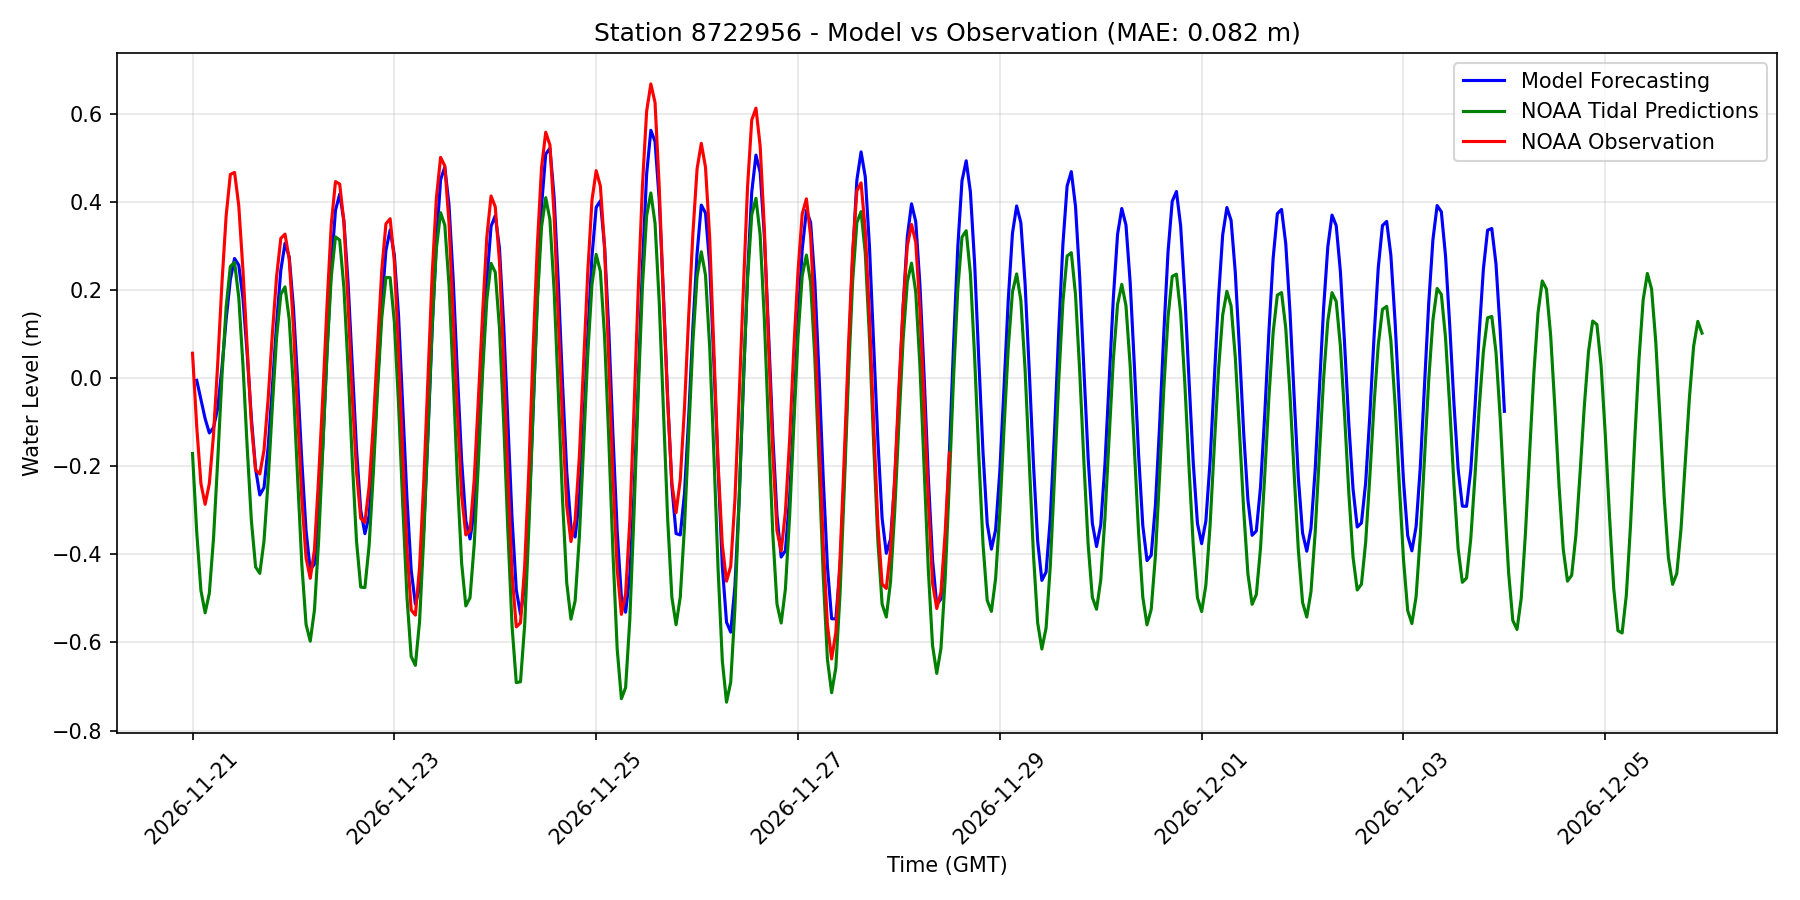 Station 8722956 - Model vs Observation (MAE: 0.082 m)
Model Forecasting
NOAA Tidal Predictions
NOAA Observation
Water Level (m)
0.6
0.4
0.2
0.0
−0.2
−0.4
−0.6
−0.8
2026-11-21
2026-11-23
2026-11-25
2026-11-27
2026-11-29
2026-12-01
2026-12-03
2026-12-05
Time (GMT)